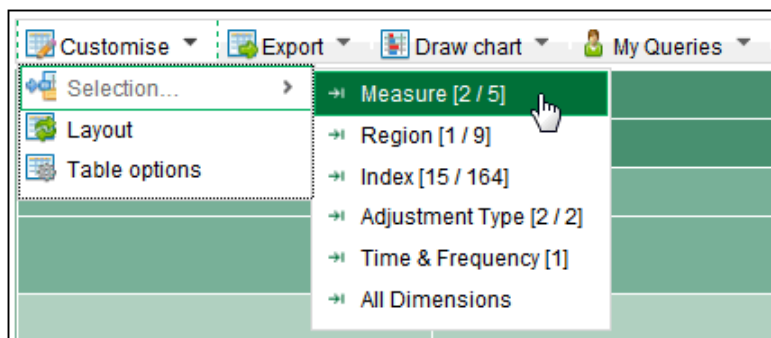 Customise Export Draw chart My Queries
Selection...
Layout
Table options
Measure [2 / 5]
Region [1 / 9]
Index [15 / 164]
Adjustment Type [2 / 2]
Time & Frequency [1]
All Dimensions